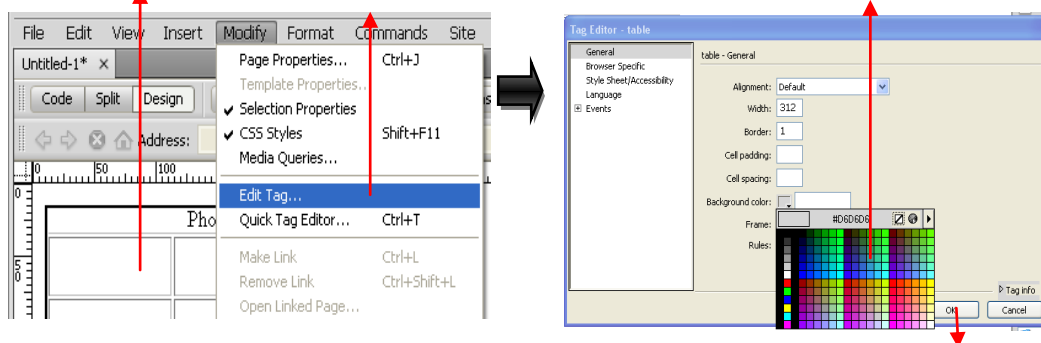 File Edit View Insert Modify Format Commands Site
Untitled-1* ×
Code Split Design
Address:
0 50 100
0
50
Pho
Page Properties... Ctrl+J
Template Properties...
✓ Selection Properties
✓ CSS Styles Shift+F11
Media Queries...
Edit Tag...
Quick Tag Editor... Ctrl+T
Make Link Ctrl+L
Remove Link Ctrl+Shift+L
Open Linked Page...
Tag Editor - table
General
Browser Specific
Style Sheet/Accessibility
Language
Events
table - General
Alignment: Default
Width: 312
Border: 1
Cell padding:
Cell spacing:
Background color:
Frame:
Rules:
#D6D6D6
Tag info
OK Cancel